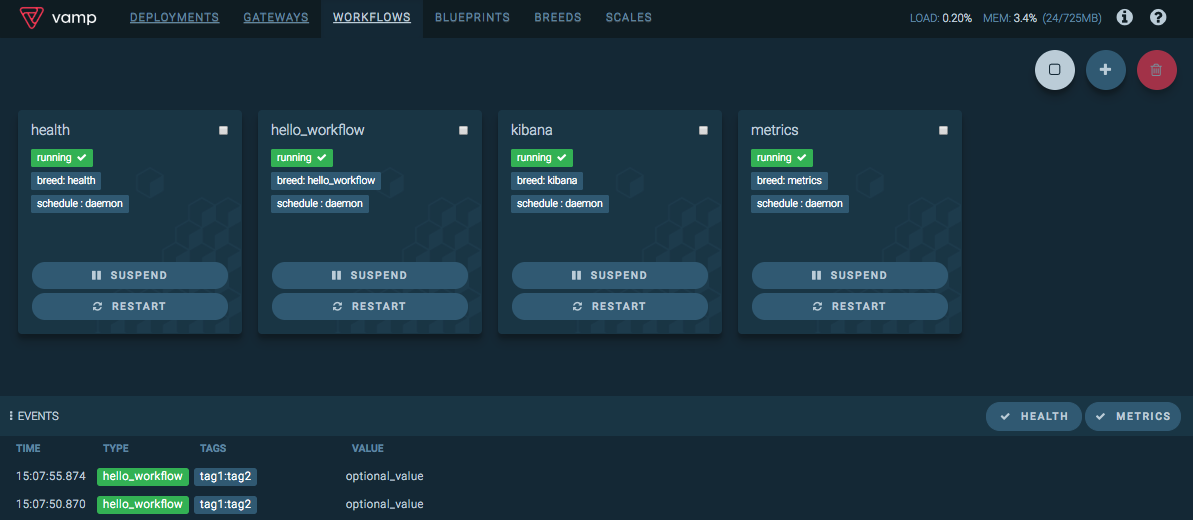 vamp DEPLOYMENTS GATEWAYS WORKFLOWS BLUEPRINTS BREEDS SCALES LOAD: 0.20% MEM: 3.4% (24/725MB)
health hello_workflow kibana metrics
running running running running
breed: health breed: hello_workflow breed: kibana breed: metrics
schedule : daemon schedule : daemon schedule : daemon schedule : daemon
SUSPEND SUSPEND SUSPEND SUSPEND
RESTART RESTART RESTART RESTART
EVENTS HEALTH METRICS
TIME TYPE TAGS VALUE
15:07:55.874 hello_workflow tag1:tag2 optional_value
15:07:50.870 hello_workflow tag1:tag2 optional_value